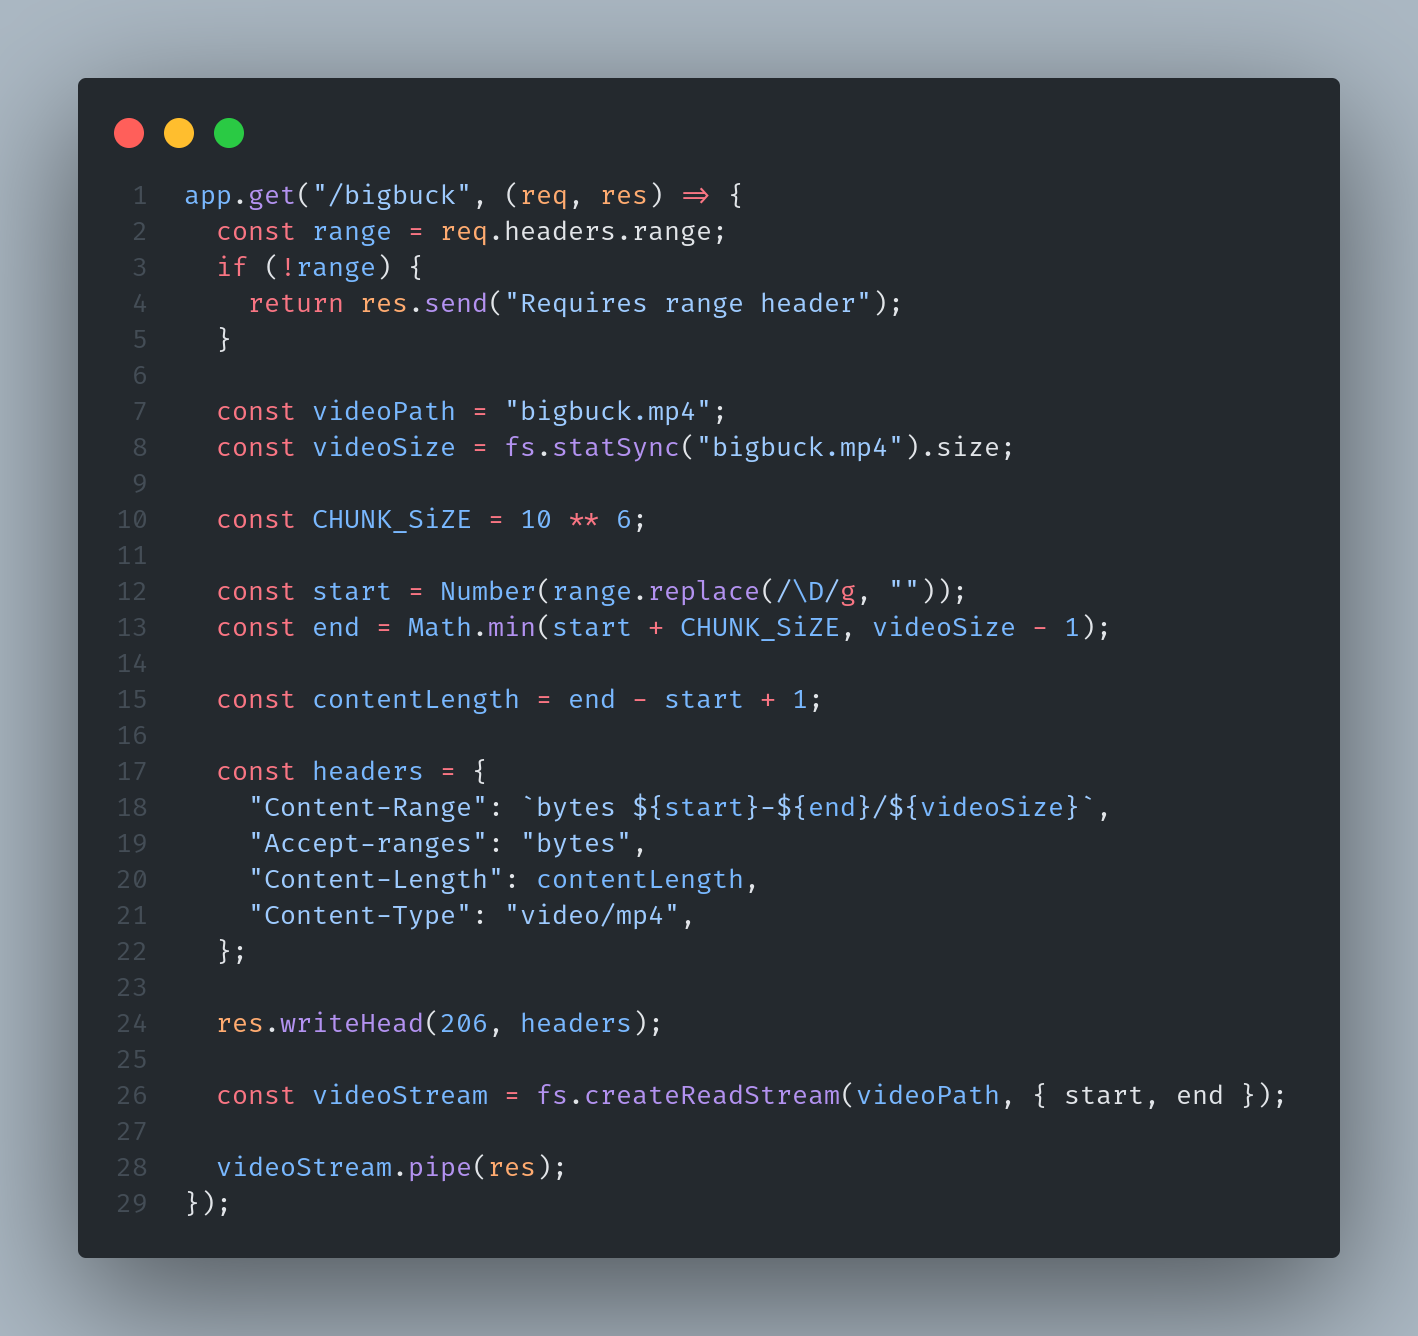 1 app.get("/bigbuck", (req, res) => {
2   const range = req.headers.range;
3   if (!range) {
4     return res.send("Requires range header");
5   }
6
7   const videoPath = "bigbuck.mp4";
8   const videoSize = fs.statSync("bigbuck.mp4").size;
9
10   const CHUNK_SiZE = 10 ** 6;
11
12   const start = Number(range.replace(/\D/g, ""));
13   const end = Math.min(start + CHUNK_SiZE, videoSize - 1);
14
15   const contentLength = end - start + 1;
16
17   const headers = {
18     "Content-Range": `bytes ${start}-${end}/${videoSize}`,
19     "Accept-ranges": "bytes",
20     "Content-Length": contentLength,
21     "Content-Type": "video/mp4",
22   };
23
24   res.writeHead(206, headers);
25
26   const videoStream = fs.createReadStream(videoPath, { start, end });
27
28   videoStream.pipe(res);
29 });